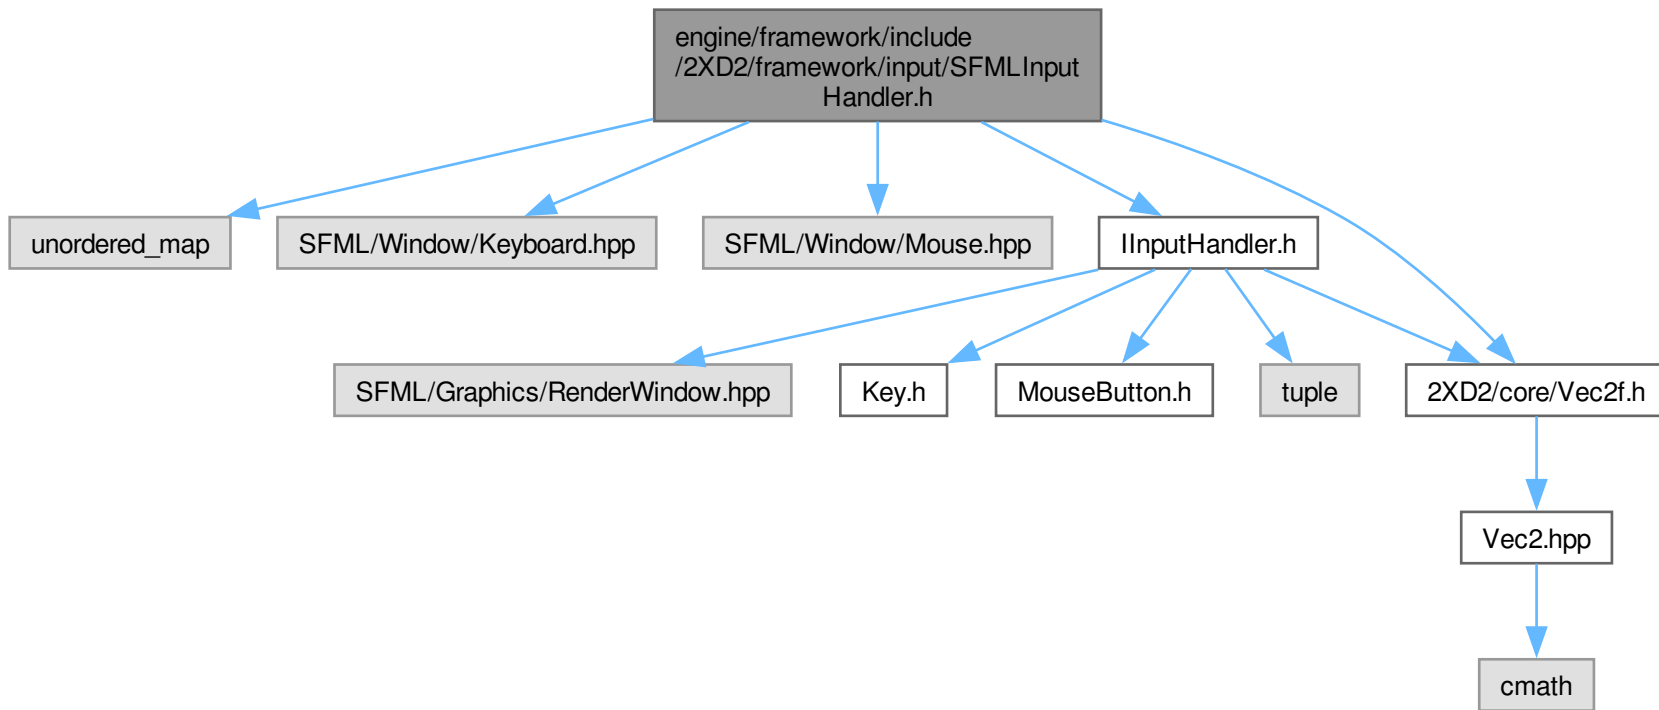 engine/framework/include
/2XD2/framework/input/SFMLInput
Handler.h
unordered_map
SFML/Window/Keyboard.hpp
SFML/Window/Mouse.hpp
IInputHandler.h
SFML/Graphics/RenderWindow.hpp
Key.h
MouseButton.h
tuple
2XD2/core/Vec2f.h
Vec2.hpp
cmath